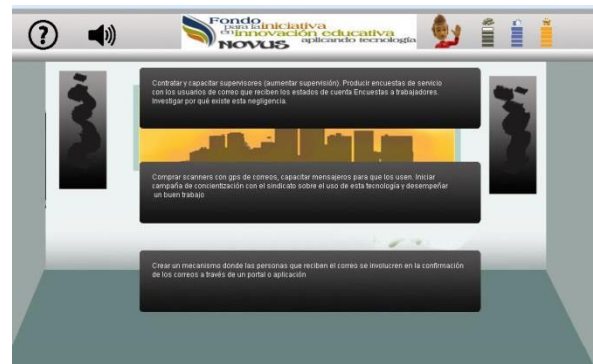 ?
Fondo
para la iniciativa
en innovación educativa
NOVUS aplicando tecnología
Contratar y capacitar supervisores (aumentar supervisión). Producir encuestas de servicio
con los usuarios de correo que reciben los estados de cuenta Encuestas a trabajadores.
Investigar por qué existe esta negligencia.
Comprar scanners con gps de correos, capacitar mensajeros para que los usen. Iniciar
campaña de concientización con el sindicato sobre el uso de esta tecnología y desempeñar
un buen trabajo
Crear un mecanismo donde las personas que reciben el correo se involucren en la confirmación
de los correos a través de un portal o aplicación